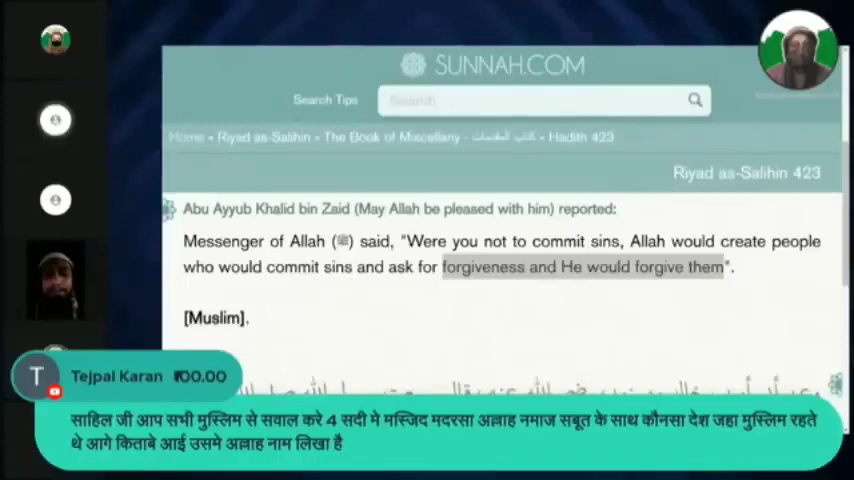 SUNNAH.COM
Search Tips
Search
Home » Riyad as-Salihin » The Book of Miscellany - كتاب المقدمات » Hadith 423
Riyad as-Salihin 423
Abu Ayyub Khalid bin Zaid (May Allah be pleased with him) reported:
Messenger of Allah (ﷺ) said, "Were you not to commit sins, Allah would create people
who would commit sins and ask for forgiveness and He would forgive them".
[Muslim].
T
Tejpal Karan ₹100.00
साहिल जी आप सभी मुस्लिम से सवाल करे 4 सदी मे मस्जिद मदरसा अल्लाह नमाज सबूत के साथ कौनसा देश जहा मुस्लिम रहते
थे आगे किताबे आई उसमे अल्लाह नाम लिखा है